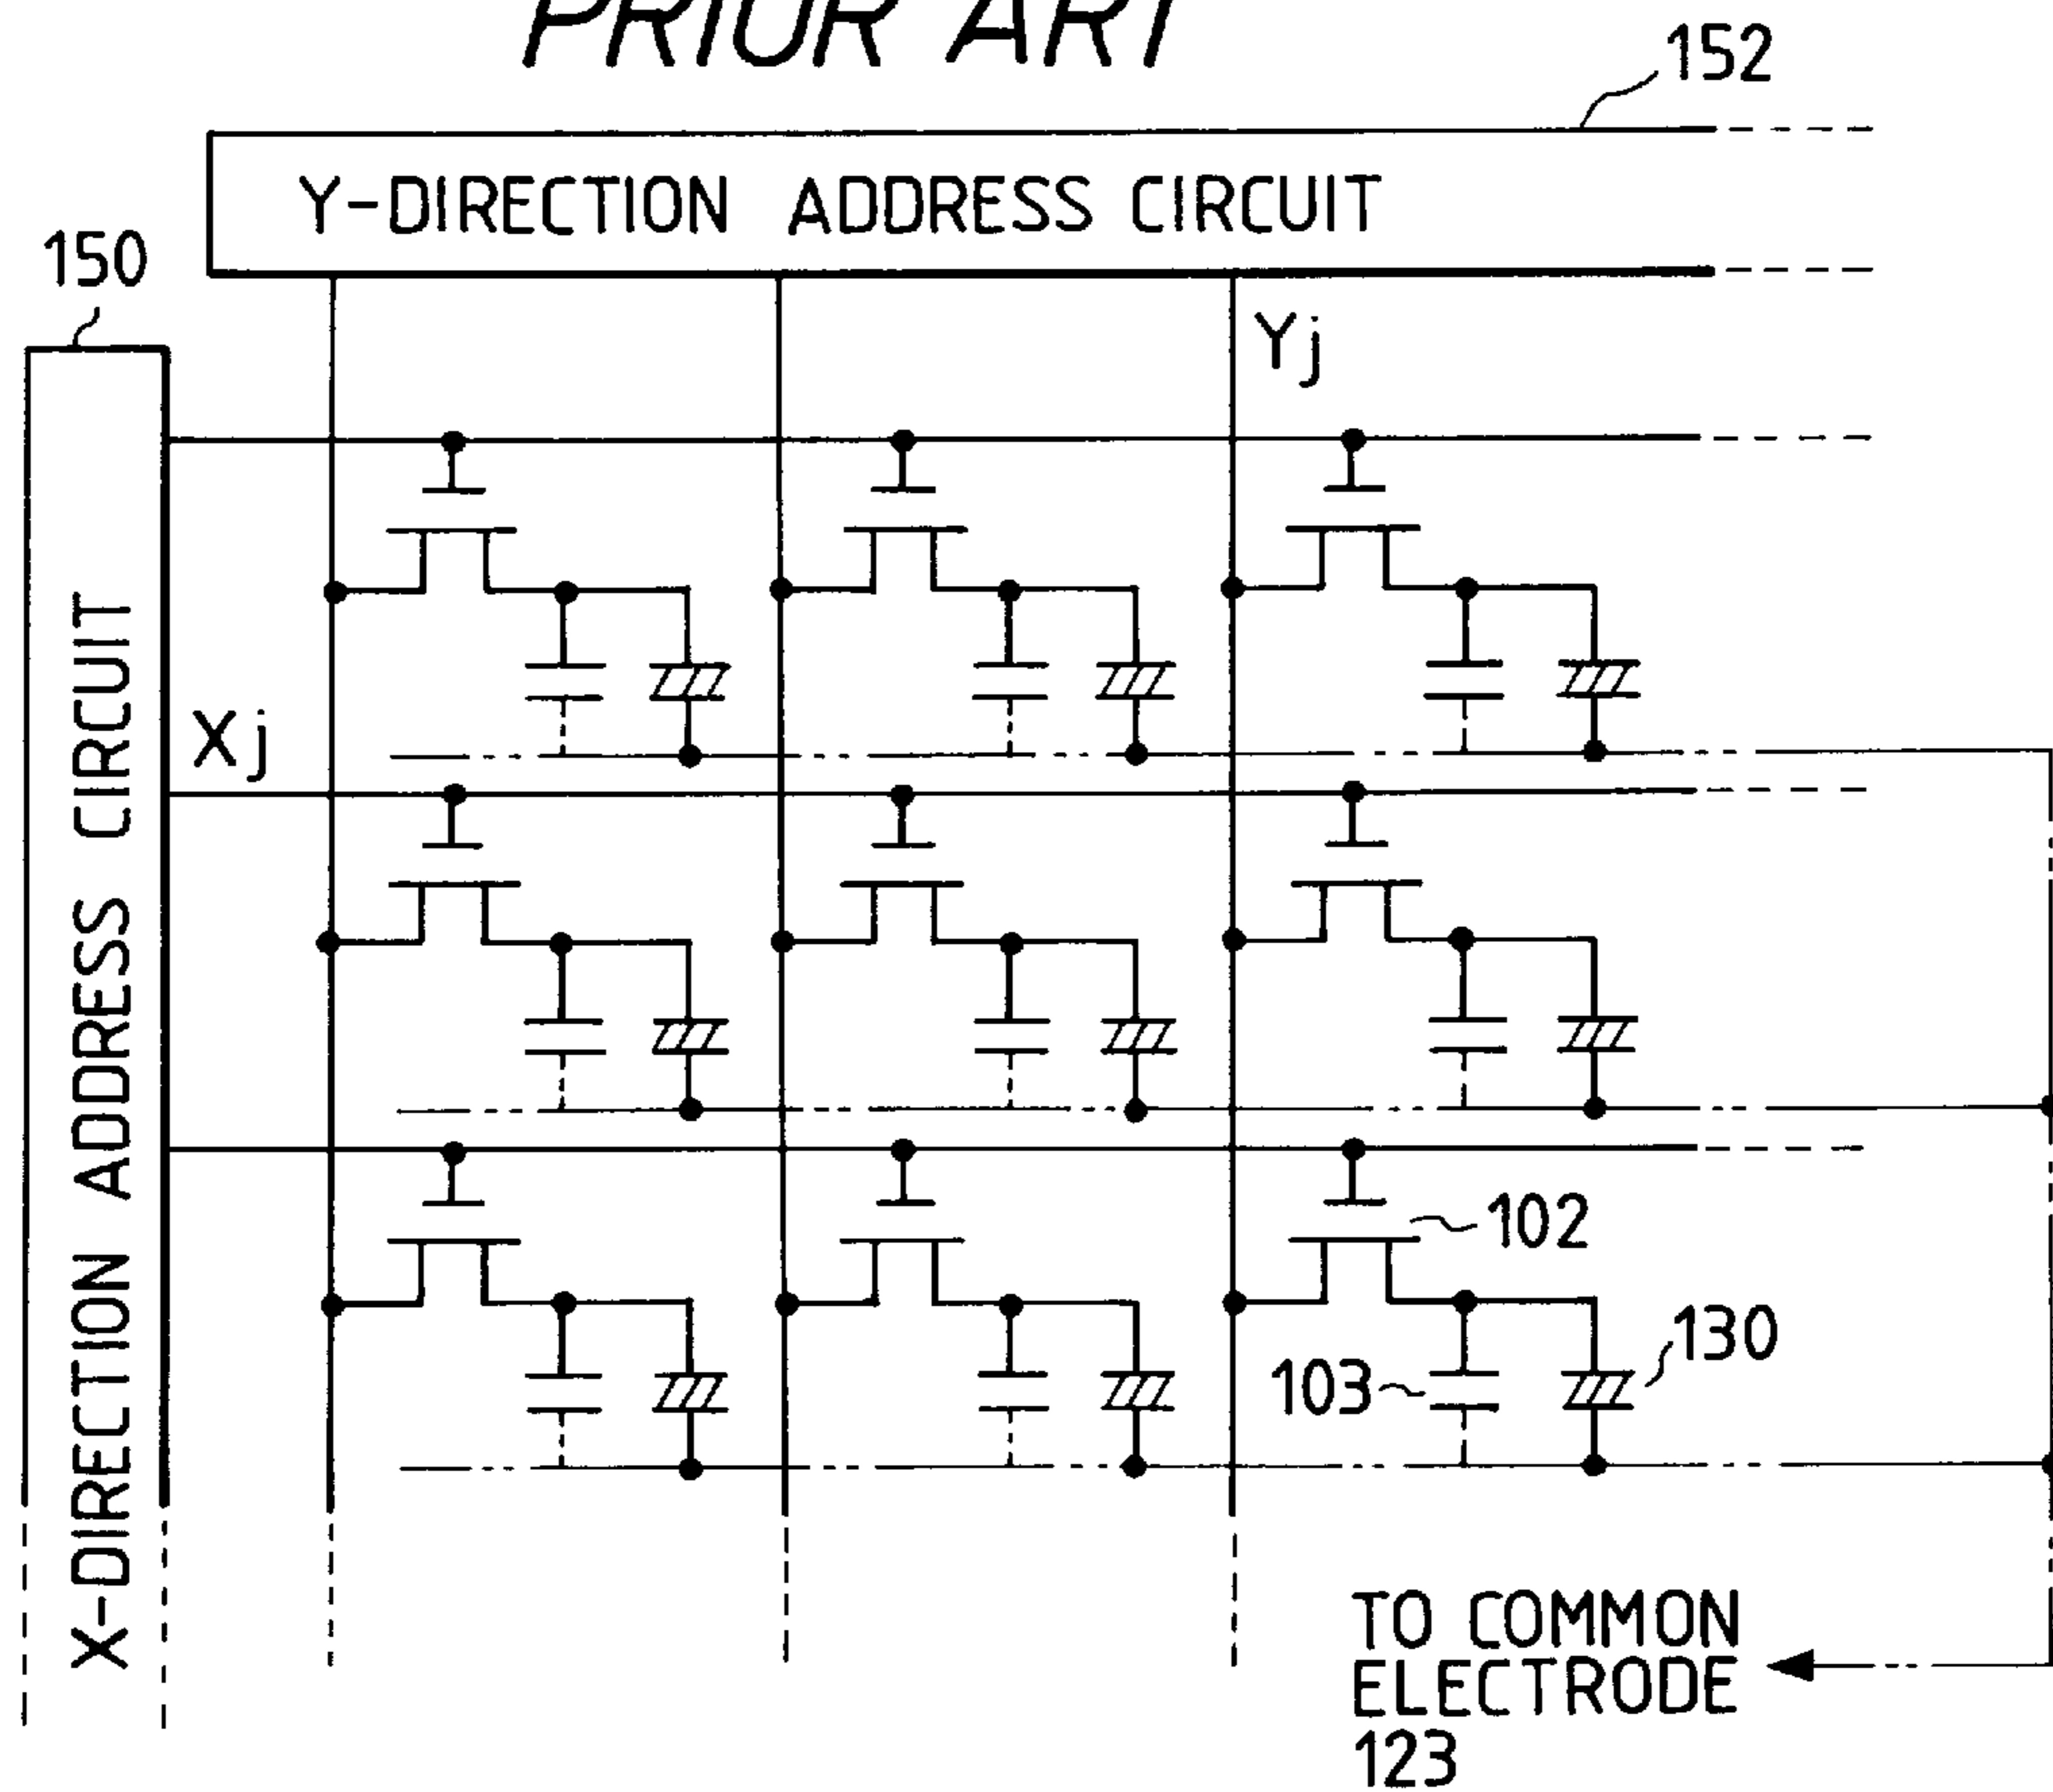 PRIOR ART
152
Y-DIRECTION ADDRESS CIRCUIT
150
Yj
X-DIRECTION ADDRESS CIRCUIT
Xj
102
130
103
TO COMMON
ELECTRODE
123